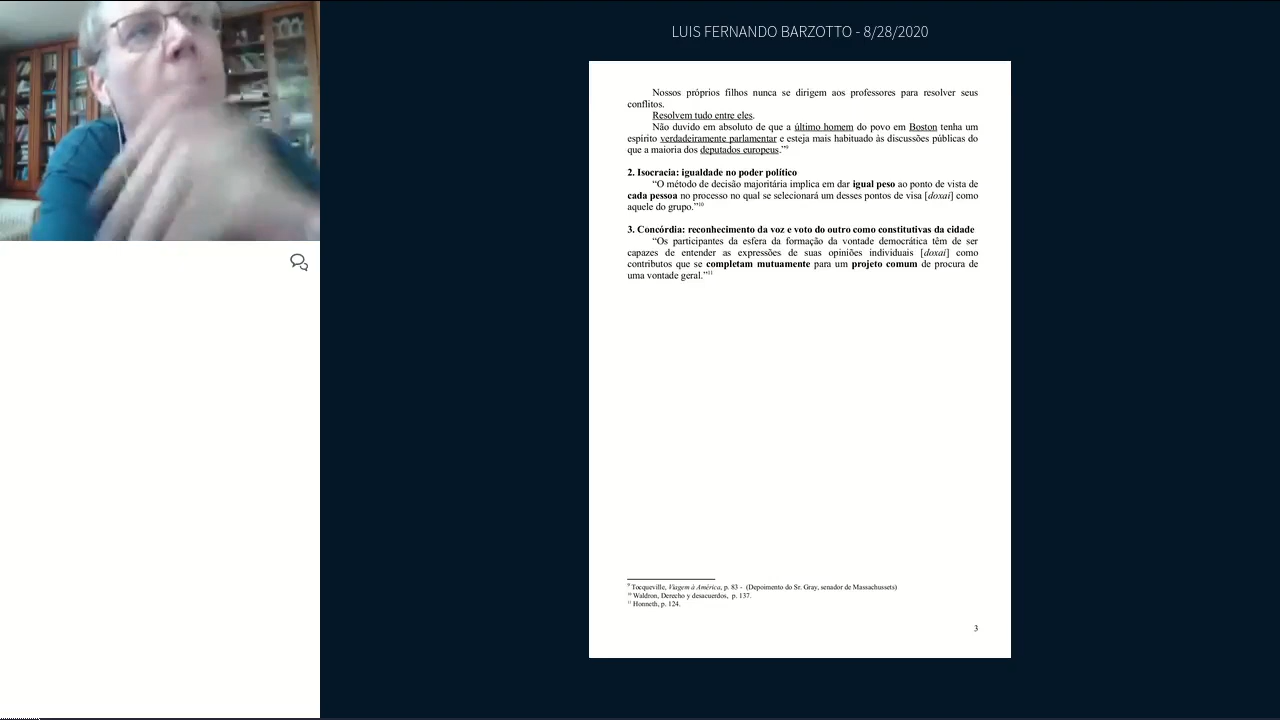 LUIS FERNANDO BARZOTTO - 8/28/2020
Nossos próprios filhos nunca se dirigem aos professores para resolver seus
conflitos.
Resolvem tudo entre eles.
Não duvido em absoluto de que a último homem do povo em Boston tenha um
espírito verdadeiramente parlamentar e esteja mais habituado às discussões públicas do
que a maioria dos deputados europeus.”9
2. Isocracia: igualdade no poder político
“O método de decisão majoritária implica em dar igual peso ao ponto de vista de
cada pessoa no processo no qual se selecionará um desses pontos de visa [doxai] como
aquele do grupo.”10
3. Concórdia: reconhecimento da voz e voto do outro como constitutivas da cidade
“Os participantes da esfera da formação da vontade democrática têm de ser
capazes de entender as expressões de suas opiniões individuais [doxai] como
contributos que se completam mutuamente para um projeto comum de procura de
uma vontade geral.”11
9 Tocqueville, Viagem à América, p. 83 - (Depoimento do Sr. Gray, senador de Massachussets)
10 Waldron, Derecho y desacuerdos, p. 137.
11 Honneth, p. 124.
3